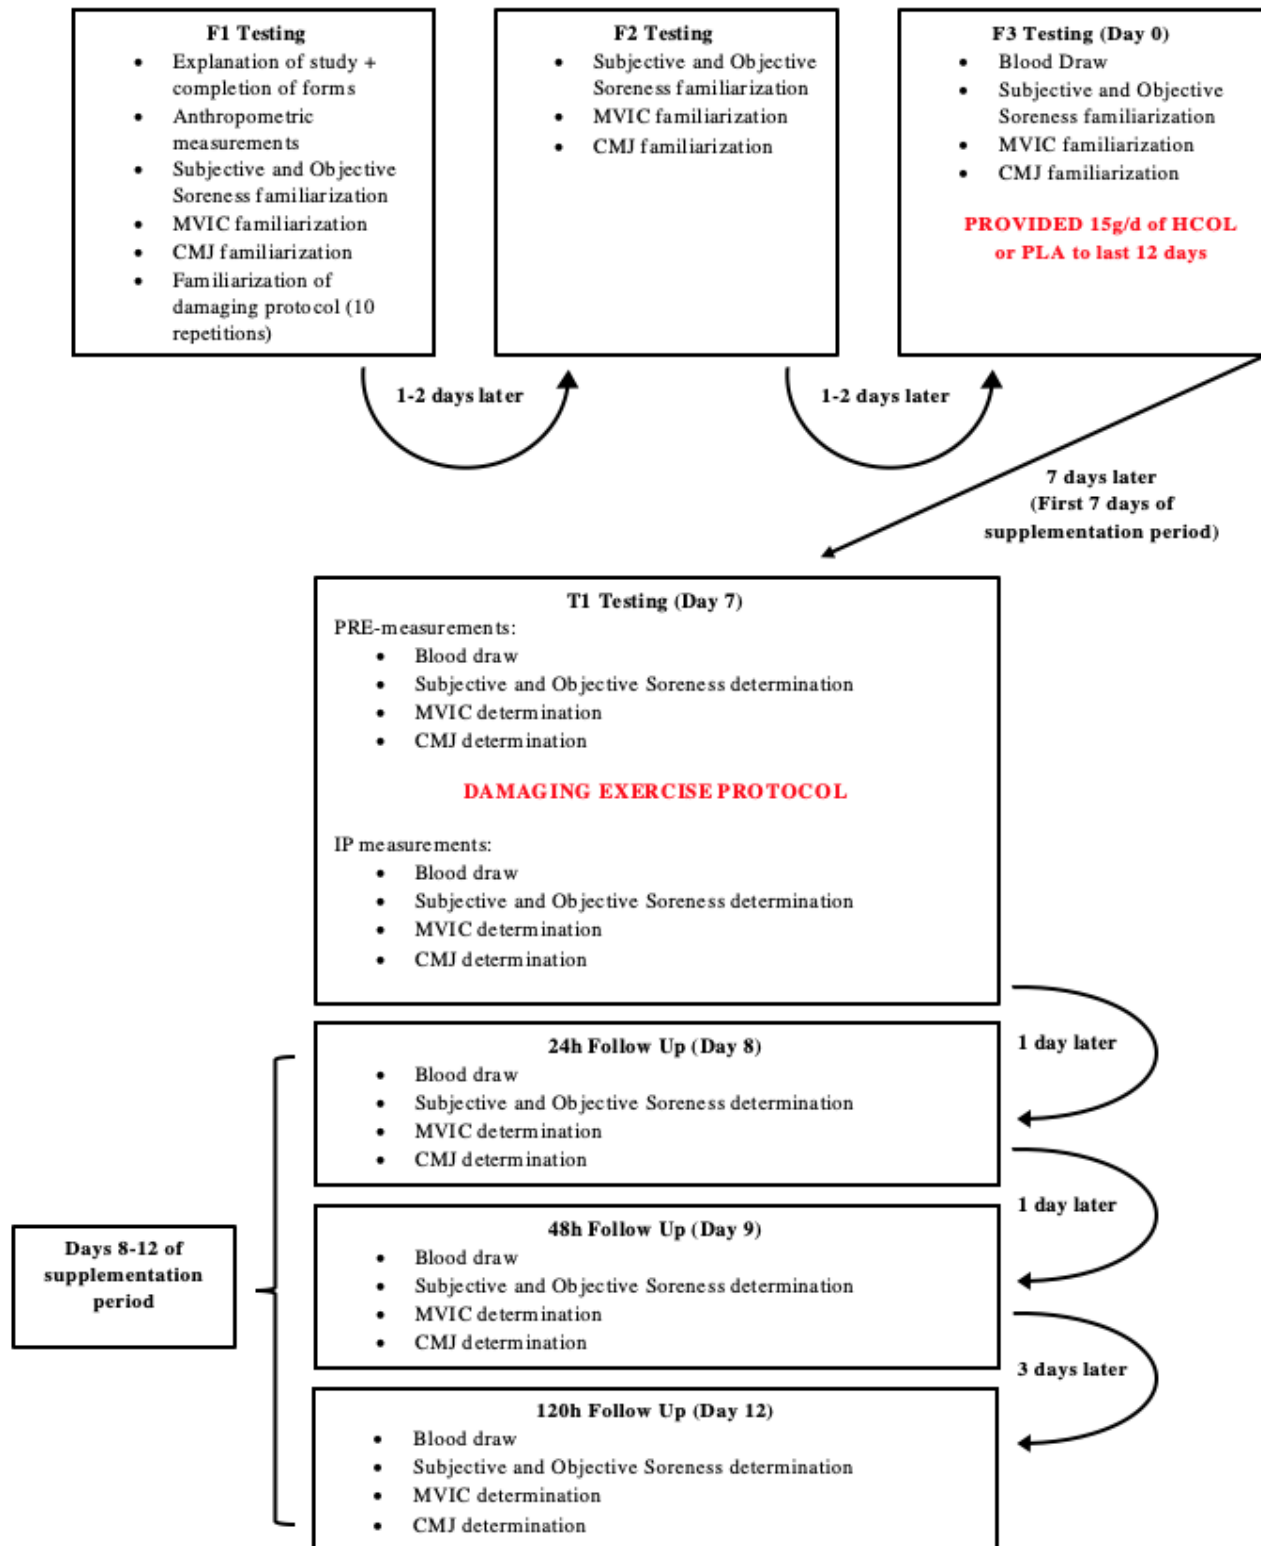 F1 Testing
• Explanation of study +
completion of forms
• Anthropometric
measurements
• Subjective and Objective
Soreness familiarization
• MVIC familiarization
• CMJ familiarization
• Familiarization of
damaging protocol (10
repetitions)
F2 Testing
• Subjective and Objective
Soreness familiarization
• MVIC familiarization
• CMJ familiarization
F3 Testing (Day 0)
• Blood Draw
• Subjective and Objective
Soreness familiarization
• MVIC familiarization
• CMJ familiarization
PROVIDED 15g/d of HCOL
or PLA to last 12 days
1-2 days later
1-2 days later
7 days later
(First 7 days of
supplementation period)
T1 Testing (Day 7)
PRE-measurements:
• Blood draw
• Subjective and Objective Soreness determination
• MVIC determination
• CMJ determination
DAMAGING EXERCISE PROTOCOL
IP measurements:
• Blood draw
• Subjective and Objective Soreness determination
• MVIC determination
• CMJ determination
1 day later
24h Follow Up (Day 8)
• Blood draw
• Subjective and Objective Soreness determination
• MVIC determination
• CMJ determination
1 day later
48h Follow Up (Day 9)
• Blood draw
• Subjective and Objective Soreness determination
• MVIC determination
• CMJ determination
Days 8-12 of
supplementation
period
3 days later
120h Follow Up (Day 12)
• Blood draw
• Subjective and Objective Soreness determination
• MVIC determination
• CMJ determination